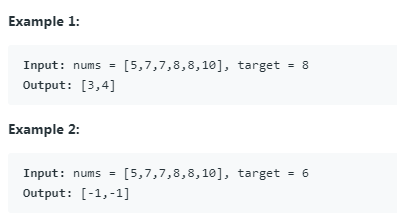 Example 1:
Input: nums = [5,7,7,8,8,10], target = 8
Output: [3,4]
Example 2:
Input: nums = [5,7,7,8,8,10], target = 6
Output: [-1,-1]